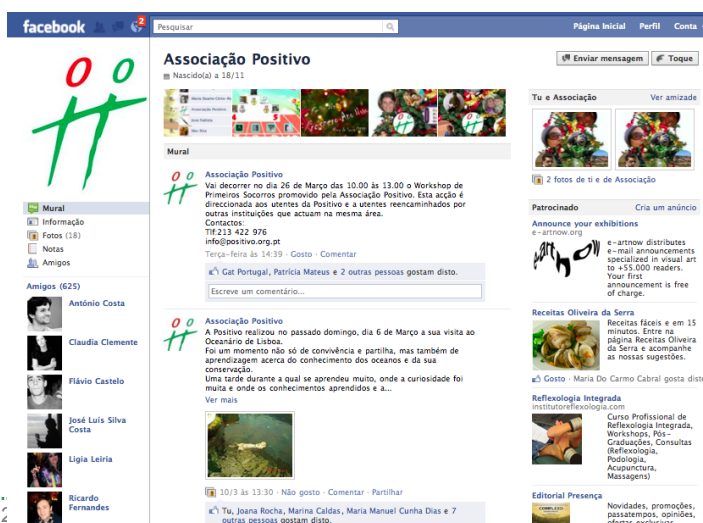 facebook
2
Pesquisar
Página Inicial Perfil Conta
Associação Positivo
Nascido(a) a 18/11
Enviar mensagem
Toque
Mural
Informação
Fotos (18)
Notas
Amigos
Amigos (625)
António Costa
Claudia Clemente
Flávio Castelo
José Luís Silva
Costa
Ligia Leiria
Ricardo
Fernandes
Mural
Associação Positivo
Vai decorrer no dia 26 de Março das 10.00 às 13.00 o Workshop de
Primeiros Socorros promovido pela Associação Positivo. Esta acção é
direccionada aos utentes da Positivo e a utentes reencaminhados por
outras instituições que actuam na mesma área.
Contactos:
Tlf:213 422 976
info@positivo.org.pt
Terça-feira às 14:39 · Gosto · Comentar
Gat Portugal, Patrícia Mateus e 2 outras pessoas gostam disto.
Escreve um comentário...
Associação Positivo
A Positivo realizou no passado domingo, dia 6 de Março a sua visita ao
Oceanário de Lisboa.
Foi um momento não só de convivência e partilha, mas também de
aprendizagem acerca do conhecimento dos oceanos e da sua
conservação.
Uma tarde durante a qual se aprendeu muito, onde a curiosidade foi
muita e onde os conhecimentos aprendidos e a...
Ver mais
10/3 às 13:30 · Não gosto · Comentar · Partilhar
Tu, Joana Rocha, Marina Caldas, Maria Manuel Cunha Dias e 7
outras pessoas gostam disto.
Tu e Associação Ver amizade
2 fotos de ti e de Associação
Patrocinado Cria um anúncio
Announce your exhibitions
e-artnow.org
e-artnow distributes
e-mail announcements
specialized in visual art
to +55.000 readers.
Your first
announcement is free
of charge.
Receitas Oliveira da Serra
Receitas fáceis e em 15
minutos. Entre na
página Receitas Oliveira
da Serra e acompanhe
as nossas sugestões.
Gosto · Maria Do Carmo Cabral gosta disto
Reflexologia Integrada
institutoreflexologia.com
Curso Profissional de
Reflexologia Integrada,
Workshops, Pós-
Graduações, Consultas
(Reflexologia,
Podologia,
Acupunctura,
Massagens)
Editorial Presença
Novidades, promoções,
passatempos, opiniões,
ofertas exclusivas